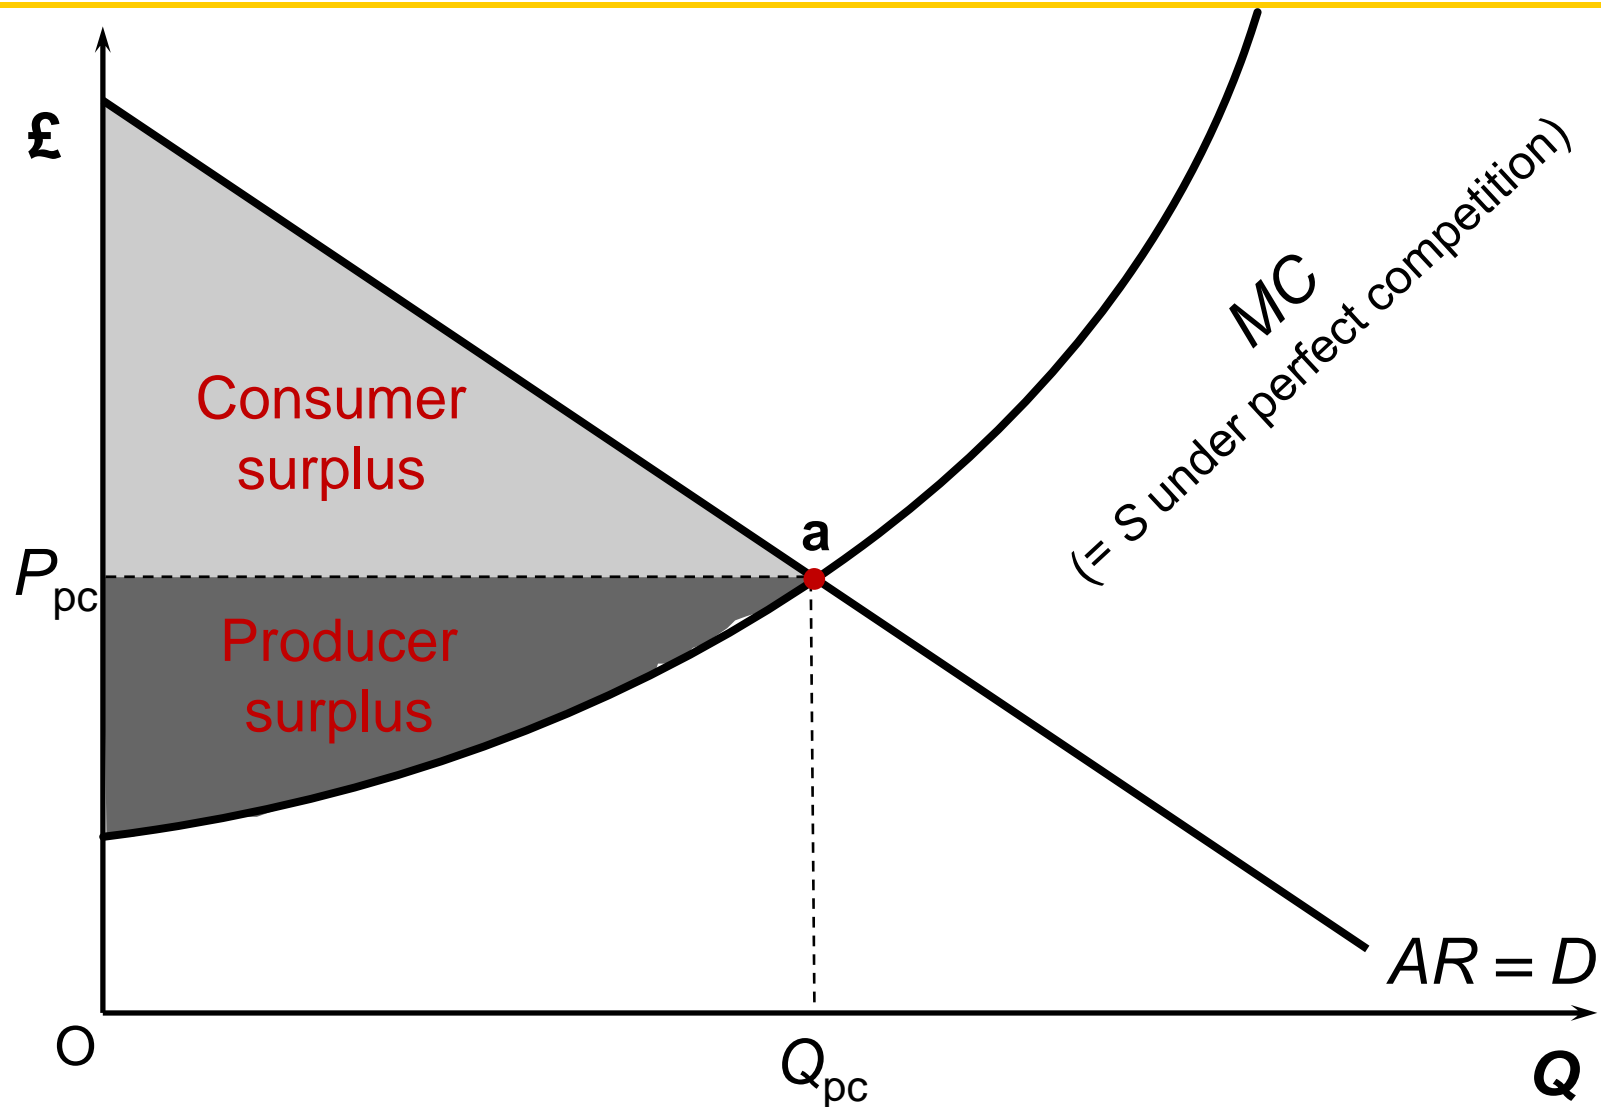 £
MC
(= S under perfect competition)
Consumer
surplus
a
Ppc
Producer
surplus
AR = D
O
Qpc
Q